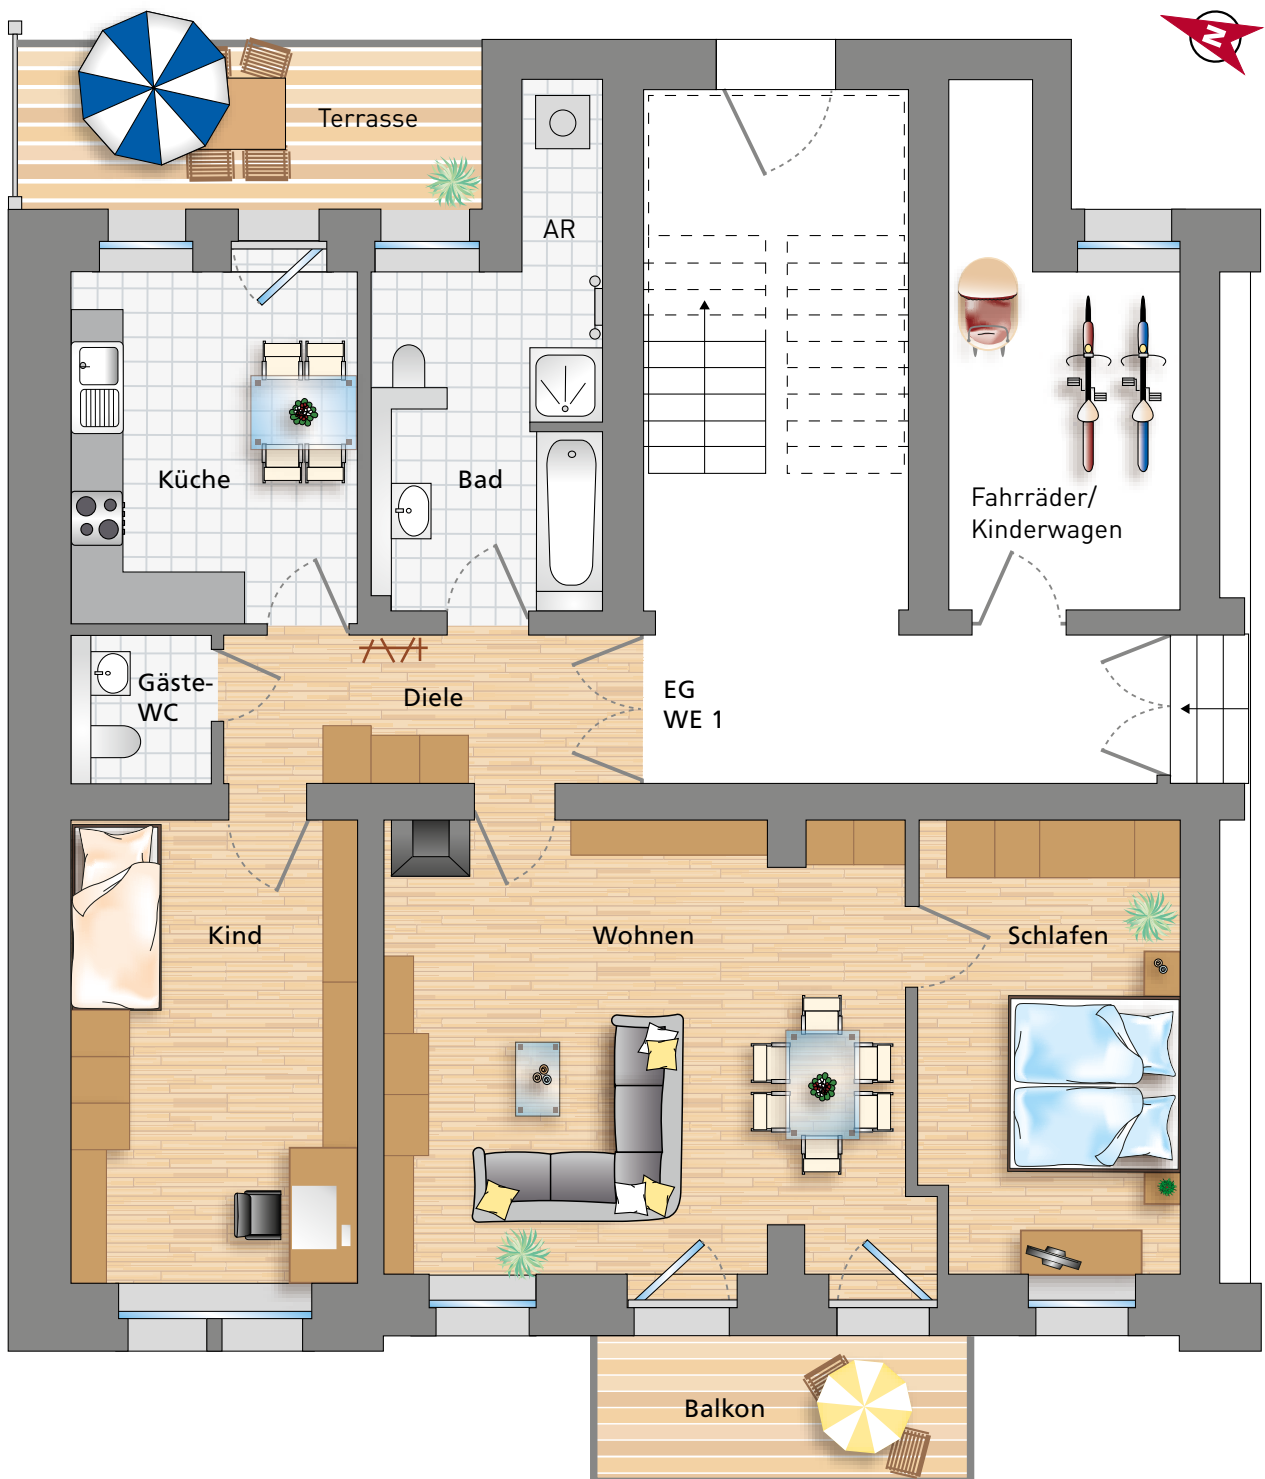 N
Terrasse
AR
Küche
Bad
Fahrräder/
Kinderwagen
Gäste-
WC
Diele
EG
WE 1
Kind
Wohnen
Schlafen
Balkon